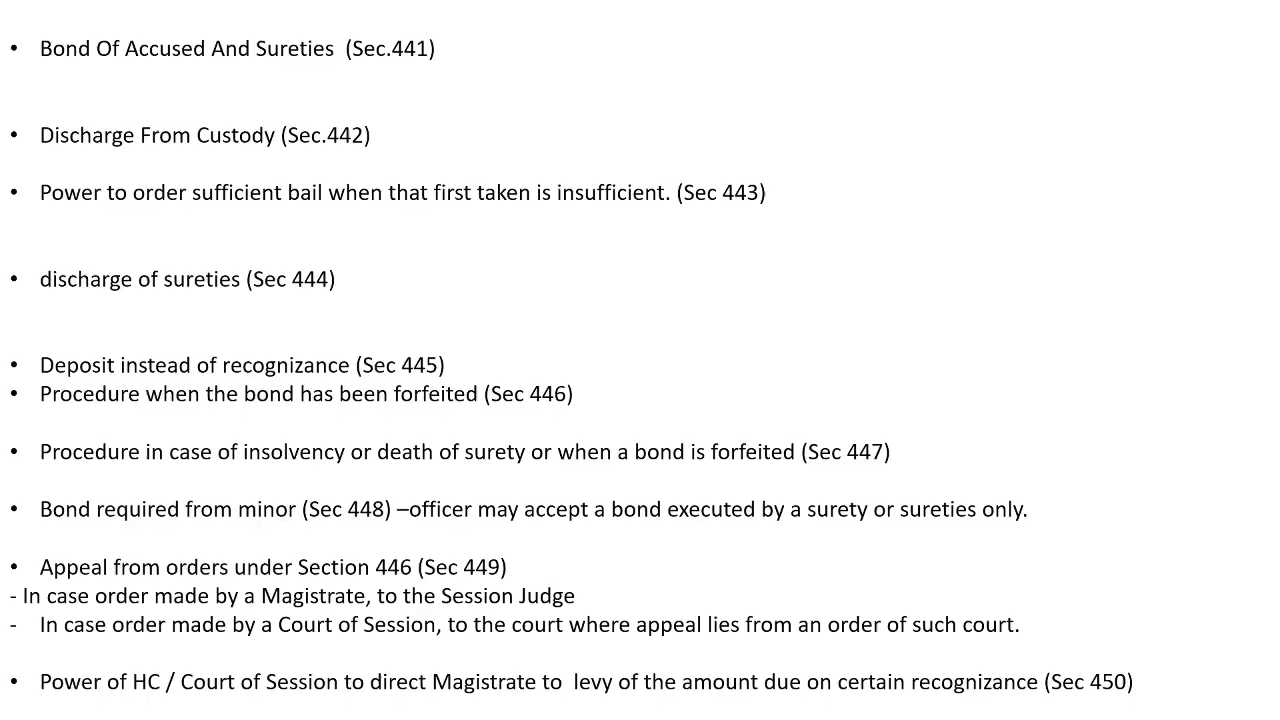 • Bond Of Accused And Sureties (Sec.441)
• Discharge From Custody (Sec.442)
• Power to order sufficient bail when that first taken is insufficient. (Sec 443)
• discharge of sureties (Sec 444)
• Deposit instead of recognizance (Sec 445)
• Procedure when the bond has been forfeited (Sec 446)
• Procedure in case of insolvency or death of surety or when a bond is forfeited (Sec 447)
• Bond required from minor (Sec 448) –officer may accept a bond executed by a surety or sureties only.
• Appeal from orders under Section 446 (Sec 449)
- In case order made by a Magistrate, to the Session Judge
- In case order made by a Court of Session, to the court where appeal lies from an order of such court.
• Power of HC / Court of Session to direct Magistrate to levy of the amount due on certain recognizance (Sec 450)